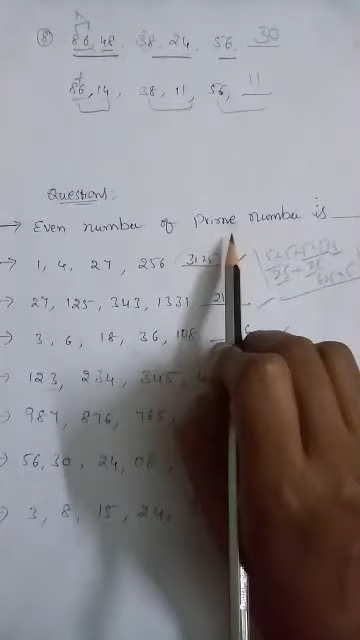 8) 86, 48, 38, 24, 56, 30
86, 14, 38, 11, 56, 11
Questions:-
→ Even number of Prime number is
→ 1, 4, 27, 256 3125
→ 27, 125, 343, 1331 21
→ 3, 6, 18, 36, 108
→ 123, 234, 345, 4
→ 987, 876, 765,
→ 56, 30, 24, 08,
→ 3, 8, 15, 24,